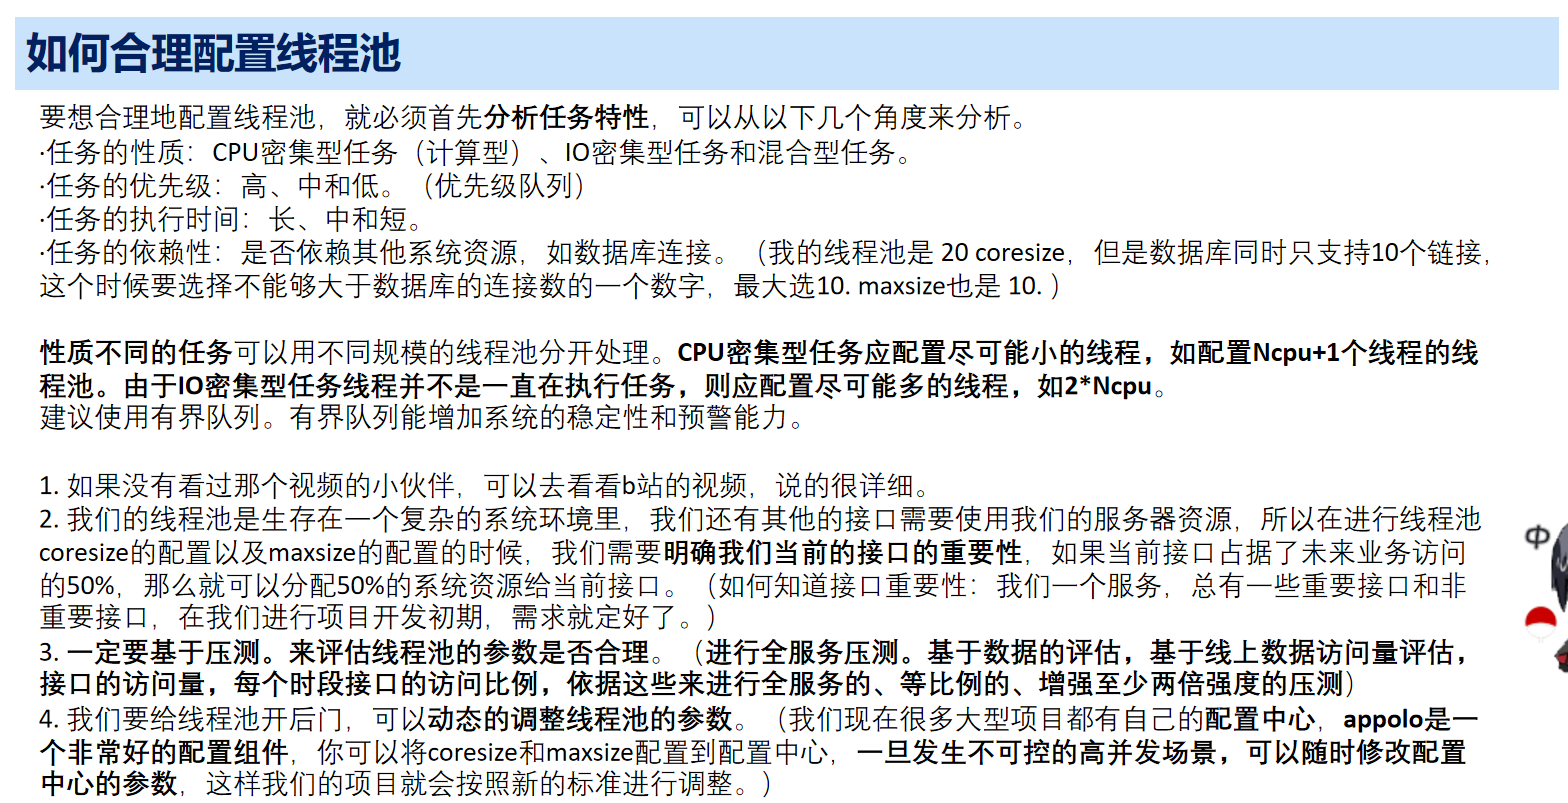 如何合理配置线程池
要想合理地配置线程池，就必须首先分析任务特性，可以从以下几个角度来分析。
·任务的性质：CPU密集型任务（计算型）、IO密集型任务和混合型任务。
·任务的优先级：高、中和低。（优先级队列）
·任务的执行时间：长、中和短。
·任务的依赖性：是否依赖其他系统资源，如数据库连接。（我的线程池是 20 coresize，但是数据库同时只支持10个链接，
这个时候要选择不能够大于数据库的连接数的一个数字，最大选10. maxsize也是 10. ）
性质不同的任务可以用不同规模的线程池分开处理。CPU密集型任务应配置尽可能小的线程，如配置Ncpu+1个线程的线
程池。由于IO密集型任务线程并不是一直在执行任务，则应配置尽可能多的线程，如2*Ncpu。
建议使用有界队列。有界队列能增加系统的稳定性和预警能力。
1. 如果没有看过那个视频的小伙伴，可以去看看b站的视频，说的很详细。
2. 我们的线程池是生存在一个复杂的系统环境里，我们还有其他的接口需要使用我们的服务器资源，所以在进行线程池
coresize的配置以及maxsize的配置的时候，我们需要明确我们当前的接口的重要性，如果当前接口占据了未来业务访问
的50%，那么就可以分配50%的系统资源给当前接口。（如何知道接口重要性：我们一个服务，总有一些重要接口和非
重要接口，在我们进行项目开发初期，需求就定好了。）
3. 一定要基于压测。来评估线程池的参数是否合理。（进行全服务压测。基于数据的评估，基于线上数据访问量评估，
接口的访问量，每个时段接口的访问比例，依据这些来进行全服务的、等比例的、增强至少两倍强度的压测）
4. 我们要给线程池开后门，可以动态的调整线程池的参数。（我们现在很多大型项目都有自己的配置中心，appolo是一
个非常好的配置组件，你可以将coresize和maxsize配置到配置中心，一旦发生不可控的高并发场景，可以随时修改配置
中心的参数，这样我们的项目就会按照新的标准进行调整。）
中